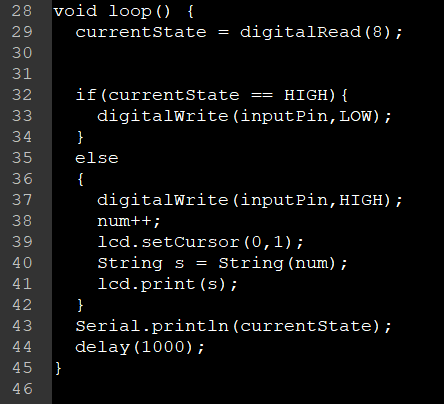 28 void loop() {
29   currentState = digitalRead(8);
30
31
32   if(currentState == HIGH){
33     digitalWrite(inputPin,LOW);
34   }
35   else
36   {
37     digitalWrite(inputPin,HIGH);
38     num++;
39     lcd.setCursor(0,1);
40     String s = String(num);
41     lcd.print(s);
42   }
43   Serial.println(currentState);
44   delay(1000);
45 }
46